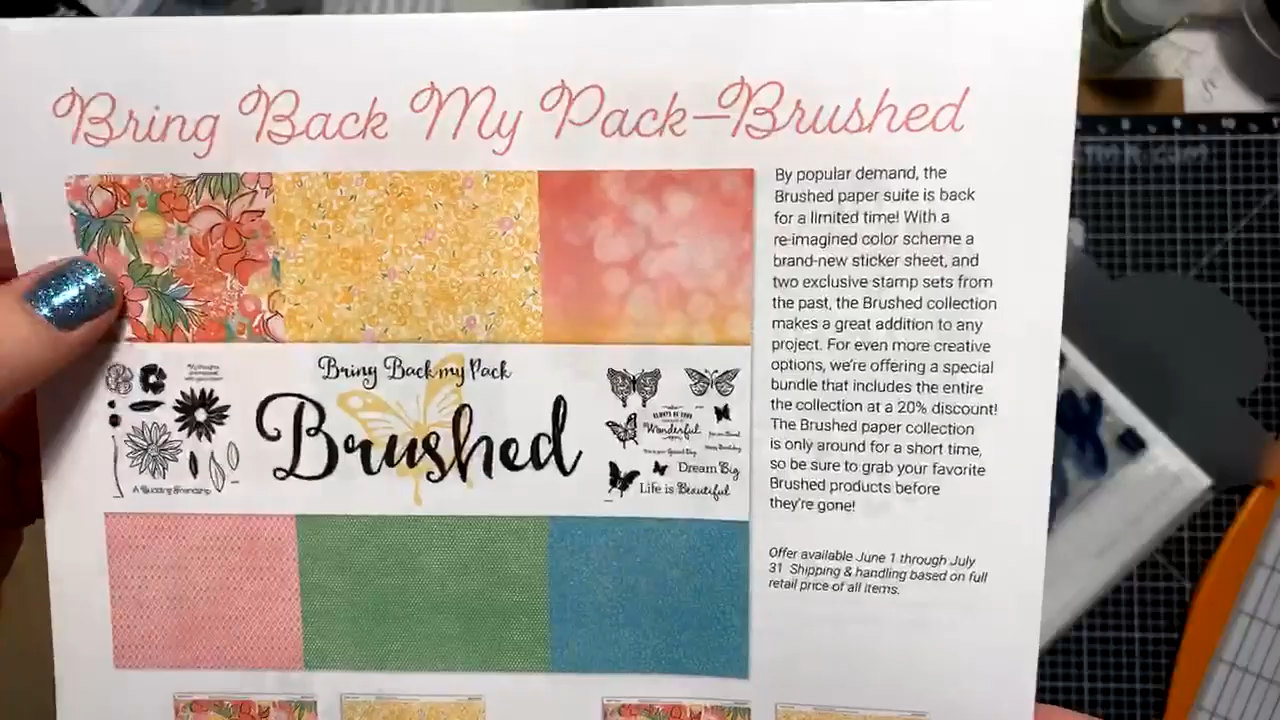 Bring Back My Pack–Brushed
By popular demand, the
Brushed paper suite is back
for a limited time! With a
re-imagined color scheme a
brand-new sticker sheet, and
two exclusive stamp sets from
the past, the Brushed collection
makes a great addition to any
project. For even more creative
options, we're offering a special
bundle that includes the entire
the collection at a 20% discount!
The Brushed paper collection
is only around for a short time,
so be sure to grab your favorite
Brushed products before
they're gone!
Offer available June 1 through July
31 Shipping & handling based on full
retail price of all items.
Bring Back my Pack
Brushed
A Budding Friendship
Wonderful
Dream Big
Life is Beautiful